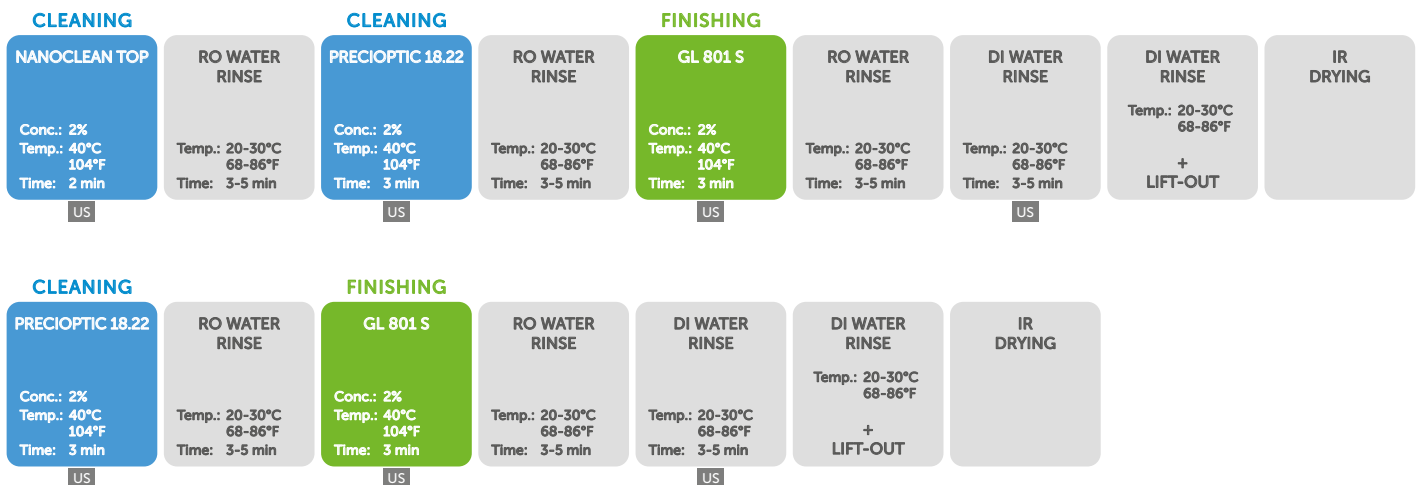 CLEANING
NANOCLEAN TOP
Conc.: 2%
Temp.: 40°C
104°F
Time: 2 min
US
RO WATER
RINSE
Temp.: 20-30°C
68-86°F
Time: 3-5 min
CLEANING
PRECIOPTIC 18.22
Conc.: 2%
Temp.: 40°C
104°F
Time: 3 min
US
RO WATER
RINSE
Temp.: 20-30°C
68-86°F
Time: 3-5 min
FINISHING
GL 801 S
Conc.: 2%
Temp.: 40°C
104°F
Time: 3 min
US
RO WATER
RINSE
Temp.: 20-30°C
68-86°F
Time: 3-5 min
DI WATER
RINSE
Temp.: 20-30°C
68-86°F
Time: 3-5 min
US
DI WATER
RINSE
Temp.: 20-30°C
68-86°F
+
LIFT-OUT
IR
DRYING
CLEANING
PRECIOPTIC 18.22
Conc.: 2%
Temp.: 40°C
104°F
Time: 3 min
US
RO WATER
RINSE
Temp.: 20-30°C
68-86°F
Time: 3-5 min
FINISHING
GL 801 S
Conc.: 2%
Temp.: 40°C
104°F
Time: 3 min
US
RO WATER
RINSE
Temp.: 20-30°C
68-86°F
Time: 3-5 min
DI WATER
RINSE
Temp.: 20-30°C
68-86°F
Time: 3-5 min
US
DI WATER
RINSE
Temp.: 20-30°C
68-86°F
+
LIFT-OUT
IR
DRYING